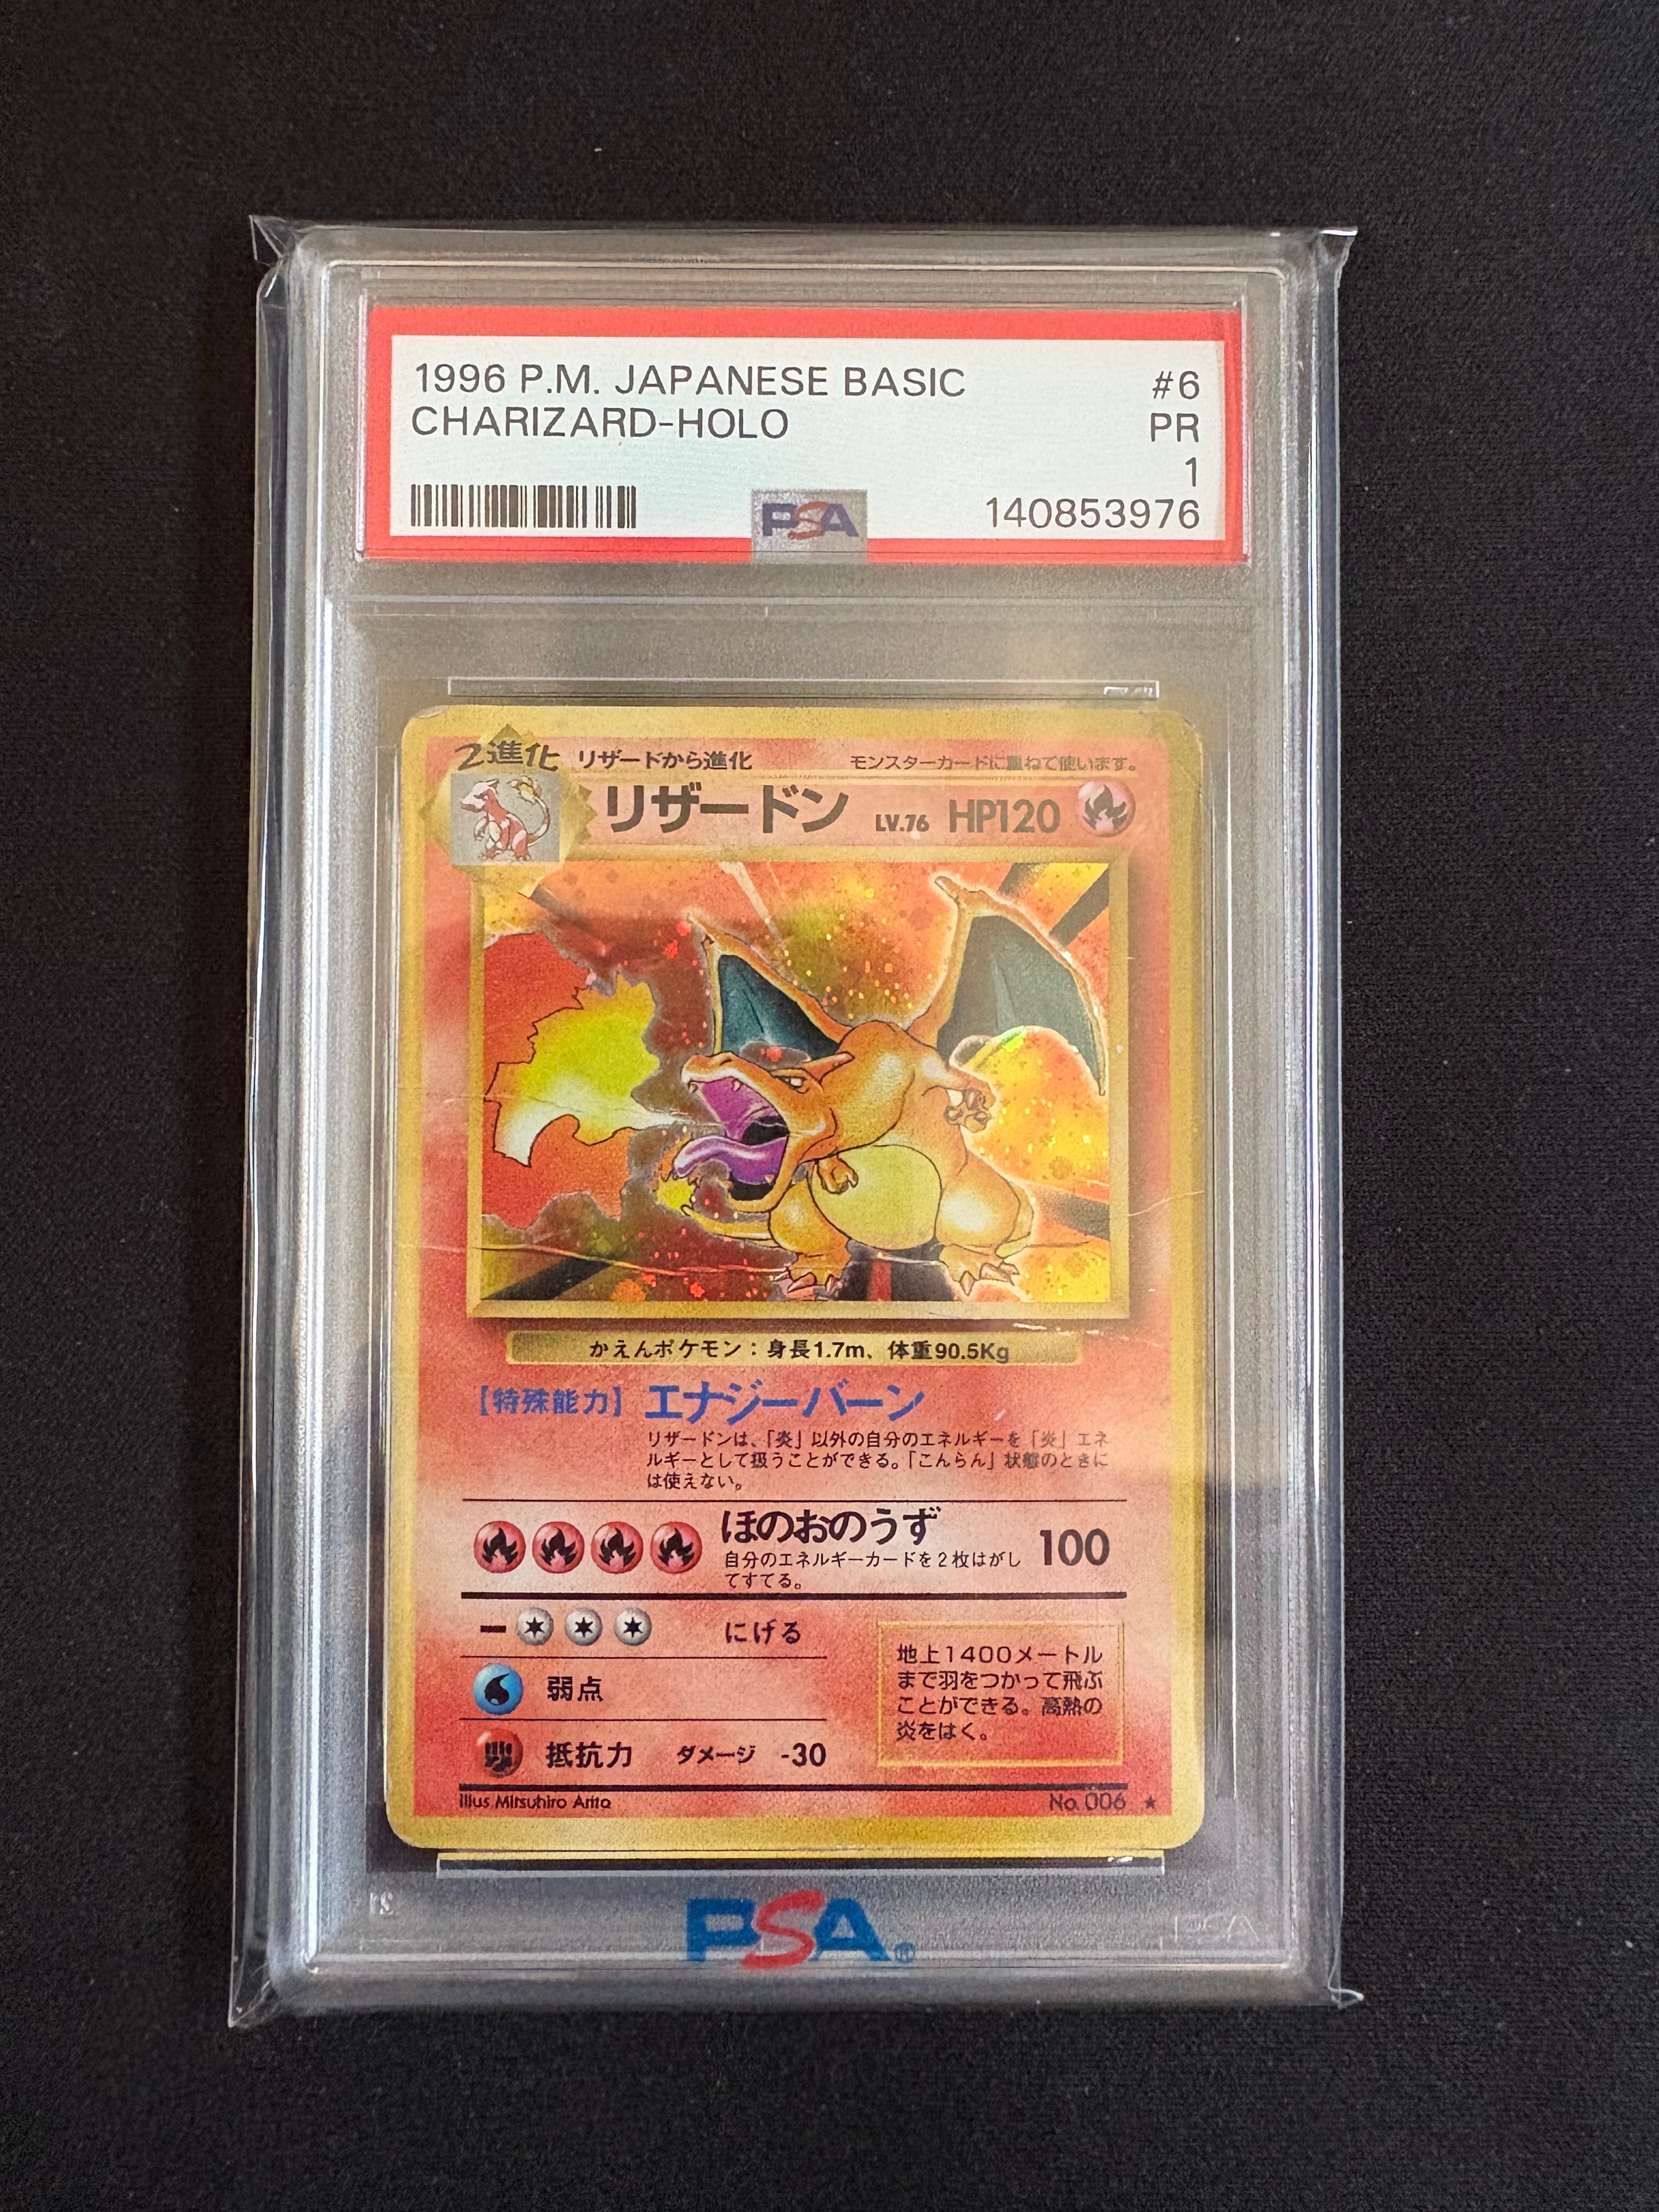 1996 P.M. JAPANESE BASIC #6
CHARIZARD-HOLO PR
1
PSA 140853976
2進化 リザードから進化 モンスターカードに重ねて使います。
リザードン LV.76 HP120
かえんポケモン：身長1.7m、体重90.5Kg
【特殊能力】 エナジーバーン
リザードンは、「炎」以外の自分のエネルギーを「炎」エネ
ルギーとして扱うことができる。「こんらん」状態のときに
は使えない。
ほのおのうず 100
自分のエネルギーカードを２枚はがし
てすてる。
にげる
弱点
抵抗力 ダメージ -30
地上1400メートル
まで羽をつかって飛ぶ
ことができる。高熱の
炎をはく。
Illus. Mitsuhiro Arita No. 006 ★
PSA®